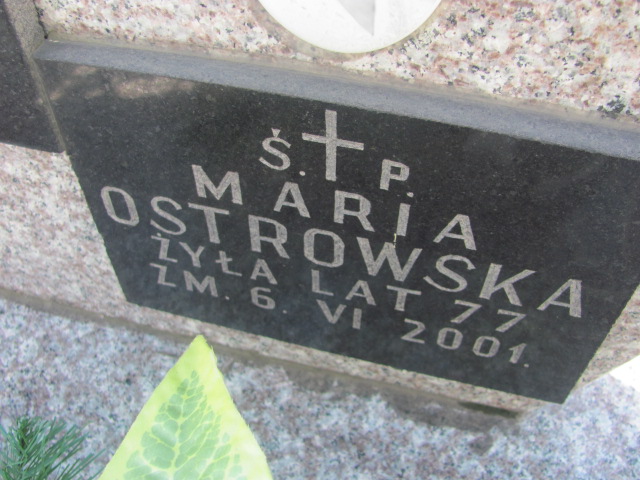 Ś. P.
MARIA
OSTROWSKA
ŻYŁA LAT 77
ZM. 6. VI 2001.